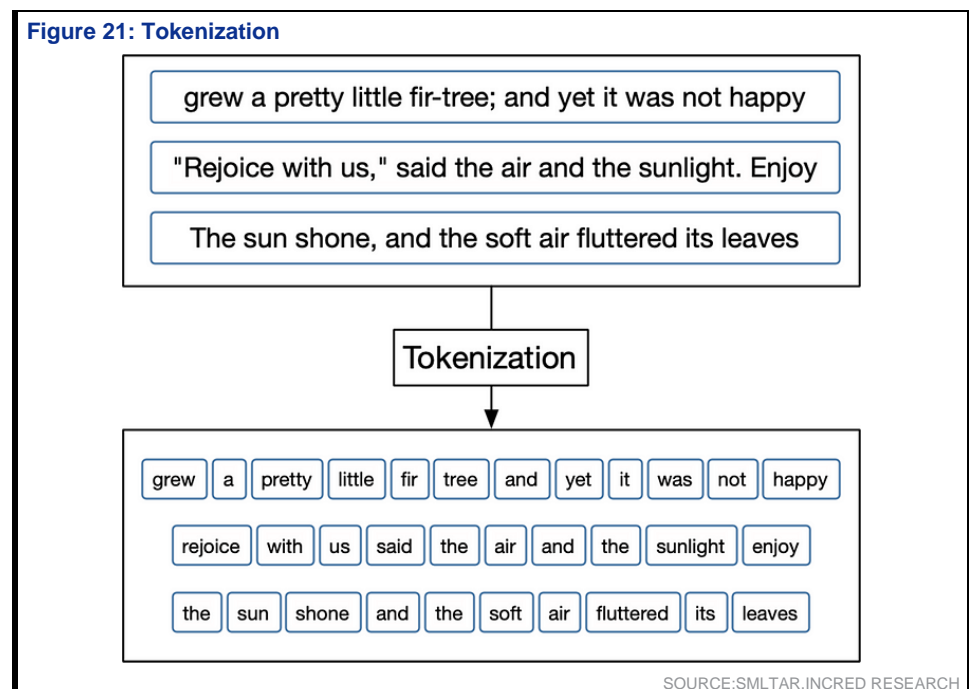 Figure 21: Tokenization
grew a pretty little fir-tree; and yet it was not happy
"Rejoice with us," said the air and the sunlight. Enjoy
The sun shone, and the soft air fluttered its leaves
Tokenization
grew a pretty little fir tree and yet it was not happy
rejoice with us said the air and the sunlight enjoy
the sun shone and the soft air fluttered its leaves
SOURCE:SMLTAR,INCRED RESEARCH